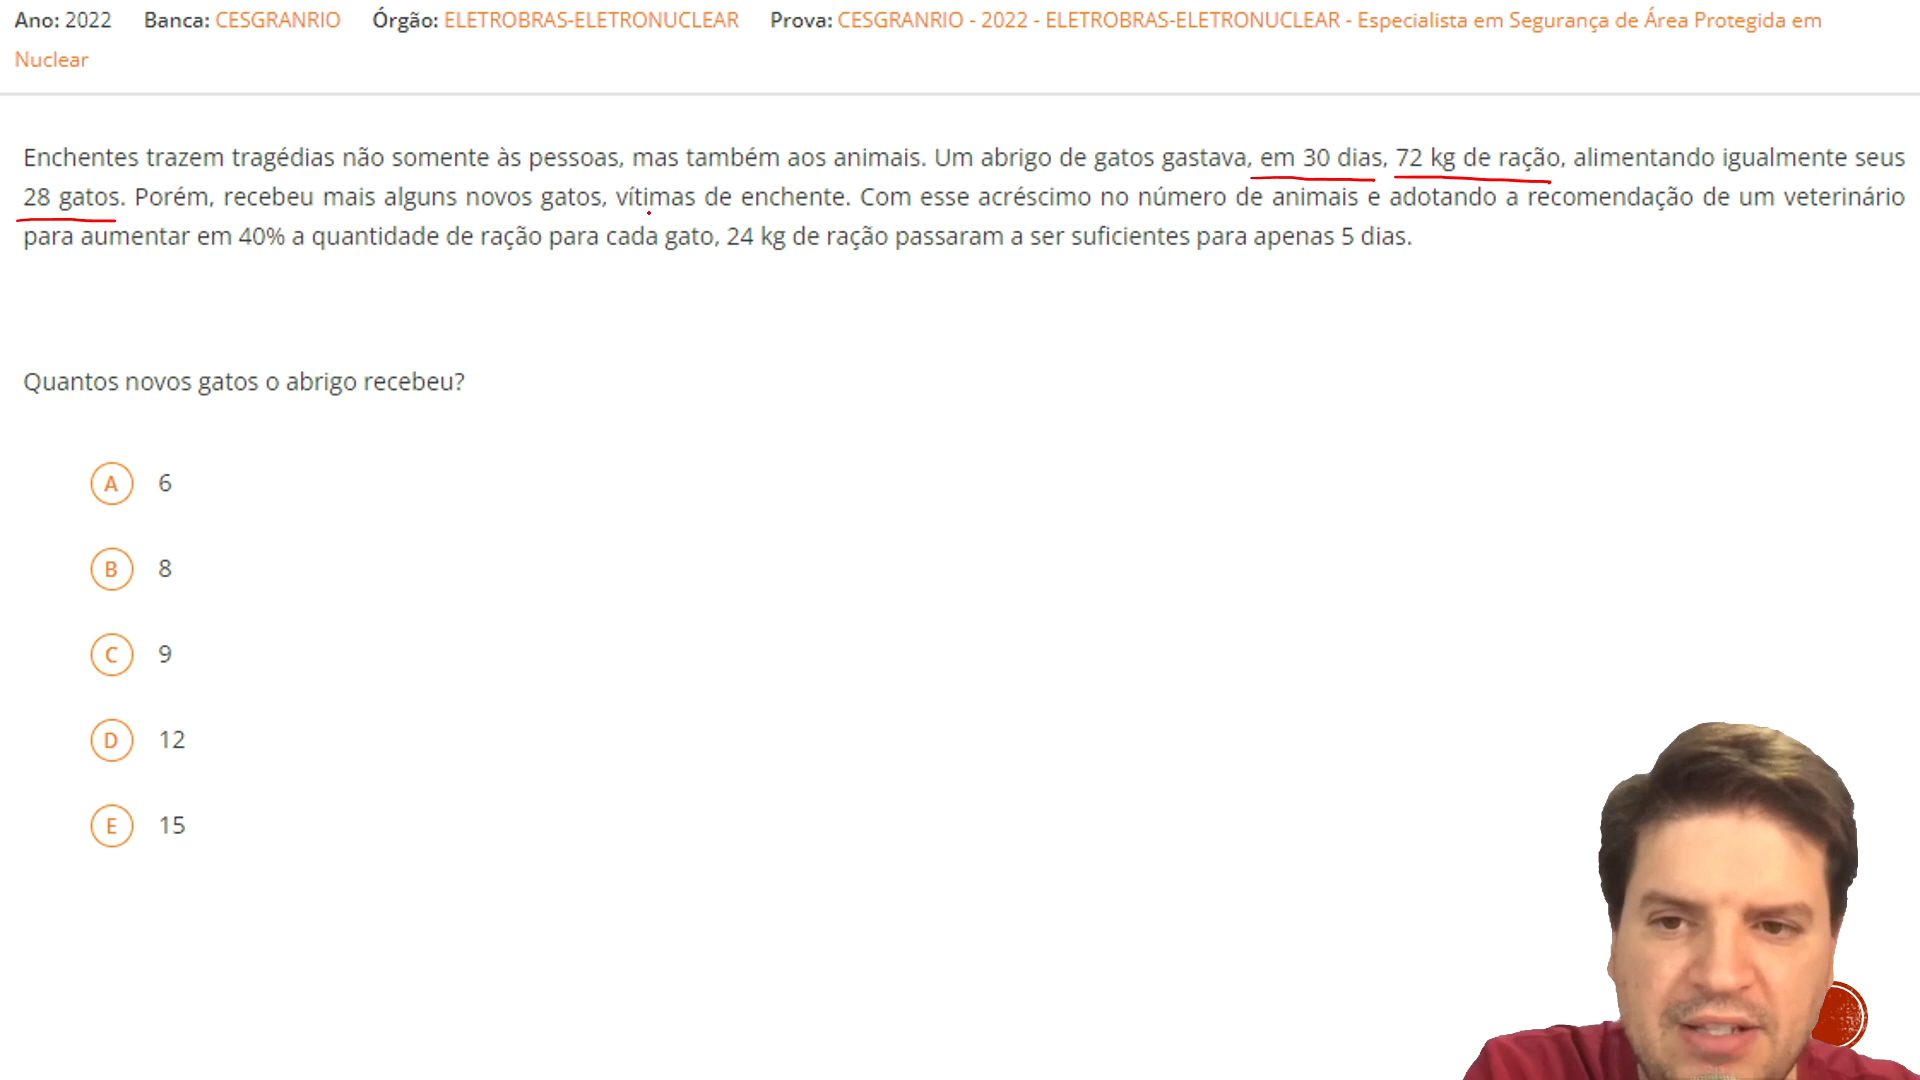 Ano: 2022 Banca: CESGRANRIO Órgão: ELETROBRAS-ELETRONUCLEAR Prova: CESGRANRIO - 2022 - ELETROBRAS-ELETRONUCLEAR - Especialista em Segurança de Área Protegida em
Nuclear
Enchentes trazem tragédias não somente às pessoas, mas também aos animais. Um abrigo de gatos gastava, em 30 dias, 72 kg de ração, alimentando igualmente seus
28 gatos. Porém, recebeu mais alguns novos gatos, vítimas de enchente. Com esse acréscimo no número de animais e adotando a recomendação de um veterinário
para aumentar em 40% a quantidade de ração para cada gato, 24 kg de ração passaram a ser suficientes para apenas 5 dias.
Quantos novos gatos o abrigo recebeu?
A 6
B 8
C 9
D 12
E 15